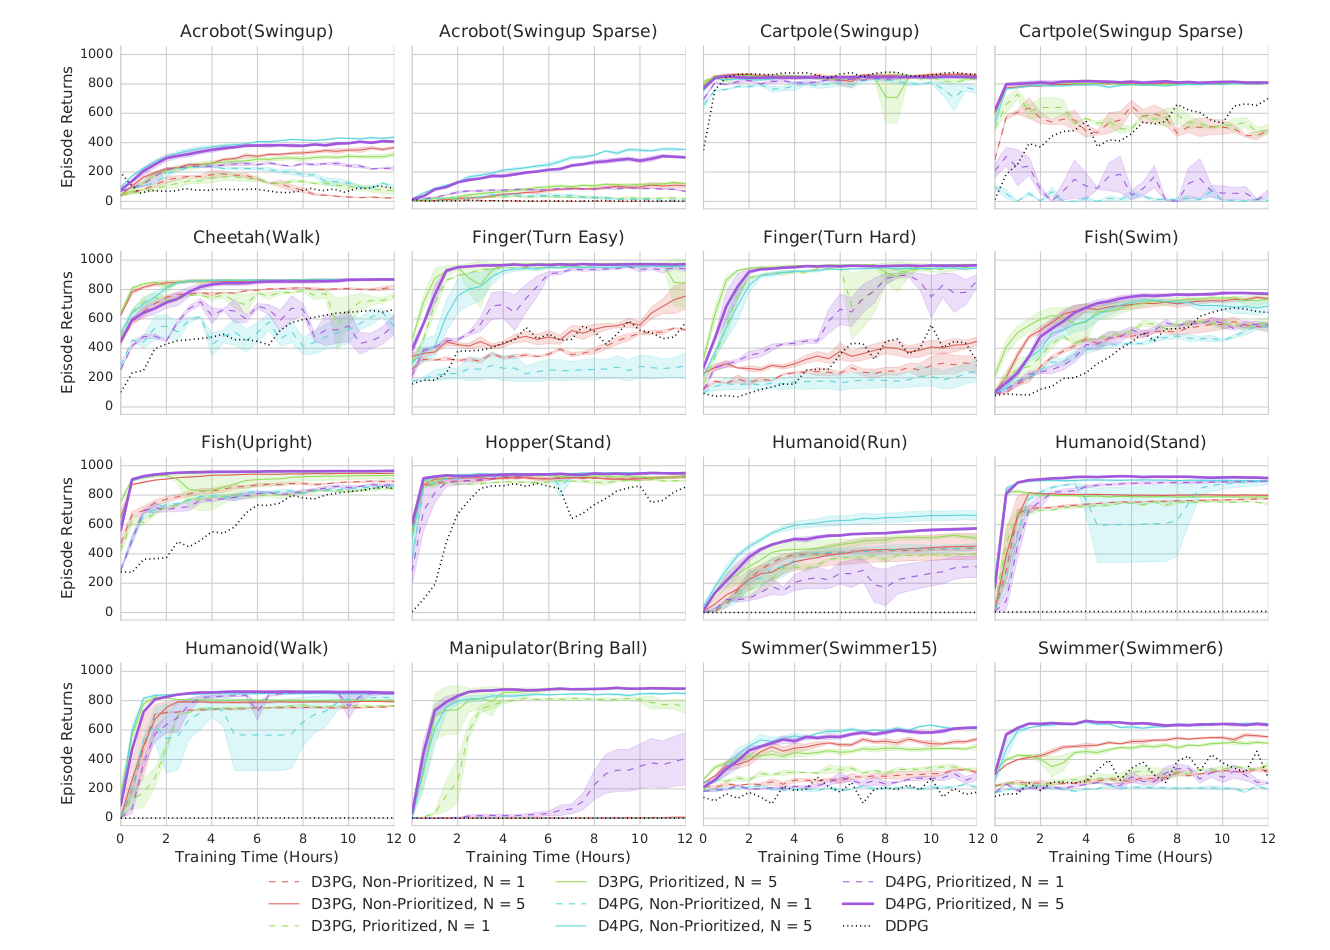 Acrobot(Swingup) Acrobot(Swingup Sparse) Cartpole(Swingup) Cartpole(Swingup Sparse)
1000
800
600
400
200
0
Episode Returns
Cheetah(Walk) Finger(Turn Easy) Finger(Turn Hard) Fish(Swim)
1000
800
600
400
200
0
Episode Returns
Fish(Upright) Hopper(Stand) Humanoid(Run) Humanoid(Stand)
1000
800
600
400
200
0
Episode Returns
Humanoid(Walk) Manipulator(Bring Ball) Swimmer(Swimmer15) Swimmer(Swimmer6)
1000
800
600
400
200
0
Episode Returns
0 2 4 6 8 10 12 2 4 6 8 10 12 0 2 4 6 8 10 2 4 6 8 10 12
Training Time (Hours) Training Time (Hours) Training Time (Hours) Training Time (Hours)
D3PG, Non-Prioritized, N = 1 D3PG, Prioritized, N = 5 D4PG, Prioritized, N = 1
D3PG, Non-Prioritized, N = 5 D4PG, Non-Prioritized, N = 1 D4PG, Prioritized, N = 5
D3PG, Prioritized, N = 1 D4PG, Non-Prioritized, N = 5 DDPG